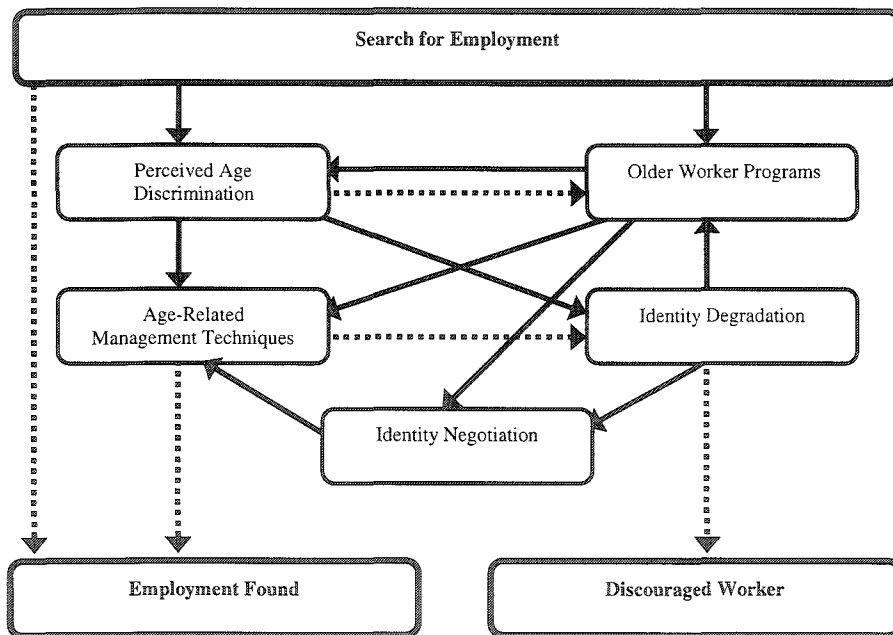 Search for Employment
Perceived Age
Discrimination
Older Worker Programs
Age-Related
Management Techniques
Identity Degradation
Identity Negotiation
Employment Found
Discouraged Worker